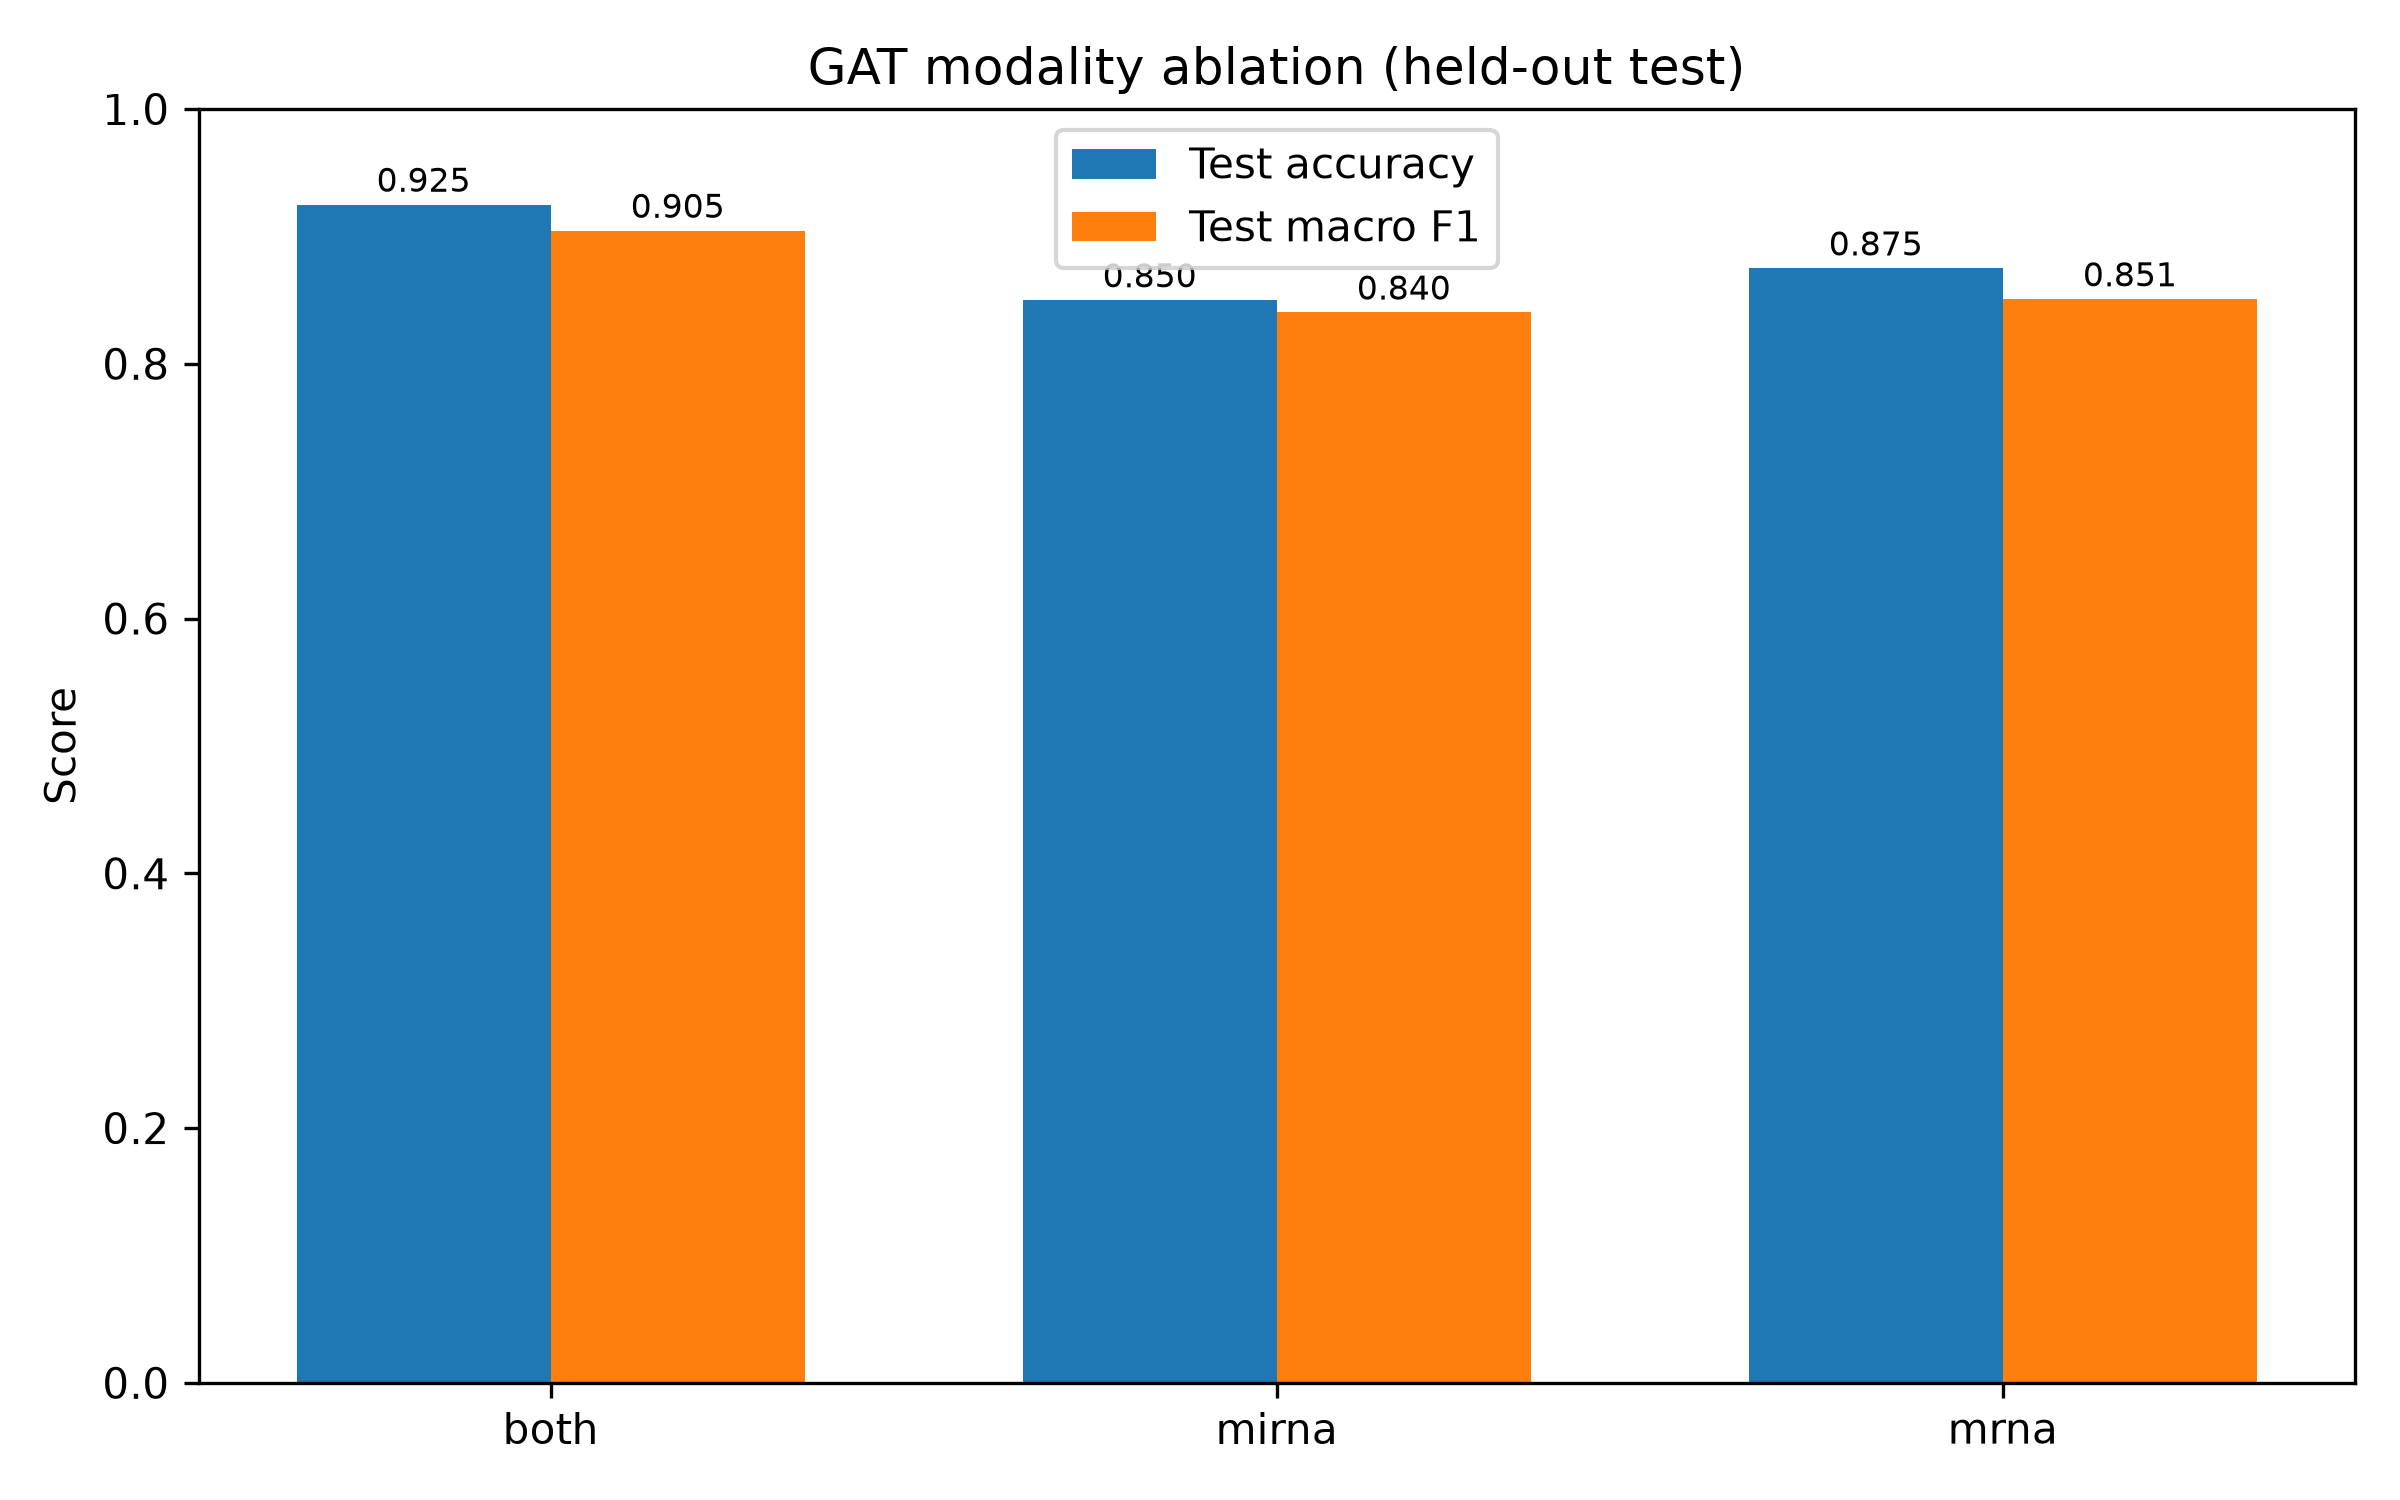 GAT modality ablation (held-out test)
Test accuracy
Test macro F1
0.925
0.905
0.850
0.840
0.875
0.851
1.0
0.8
0.6
0.4
0.2
0.0
Score
both
mirna
mrna